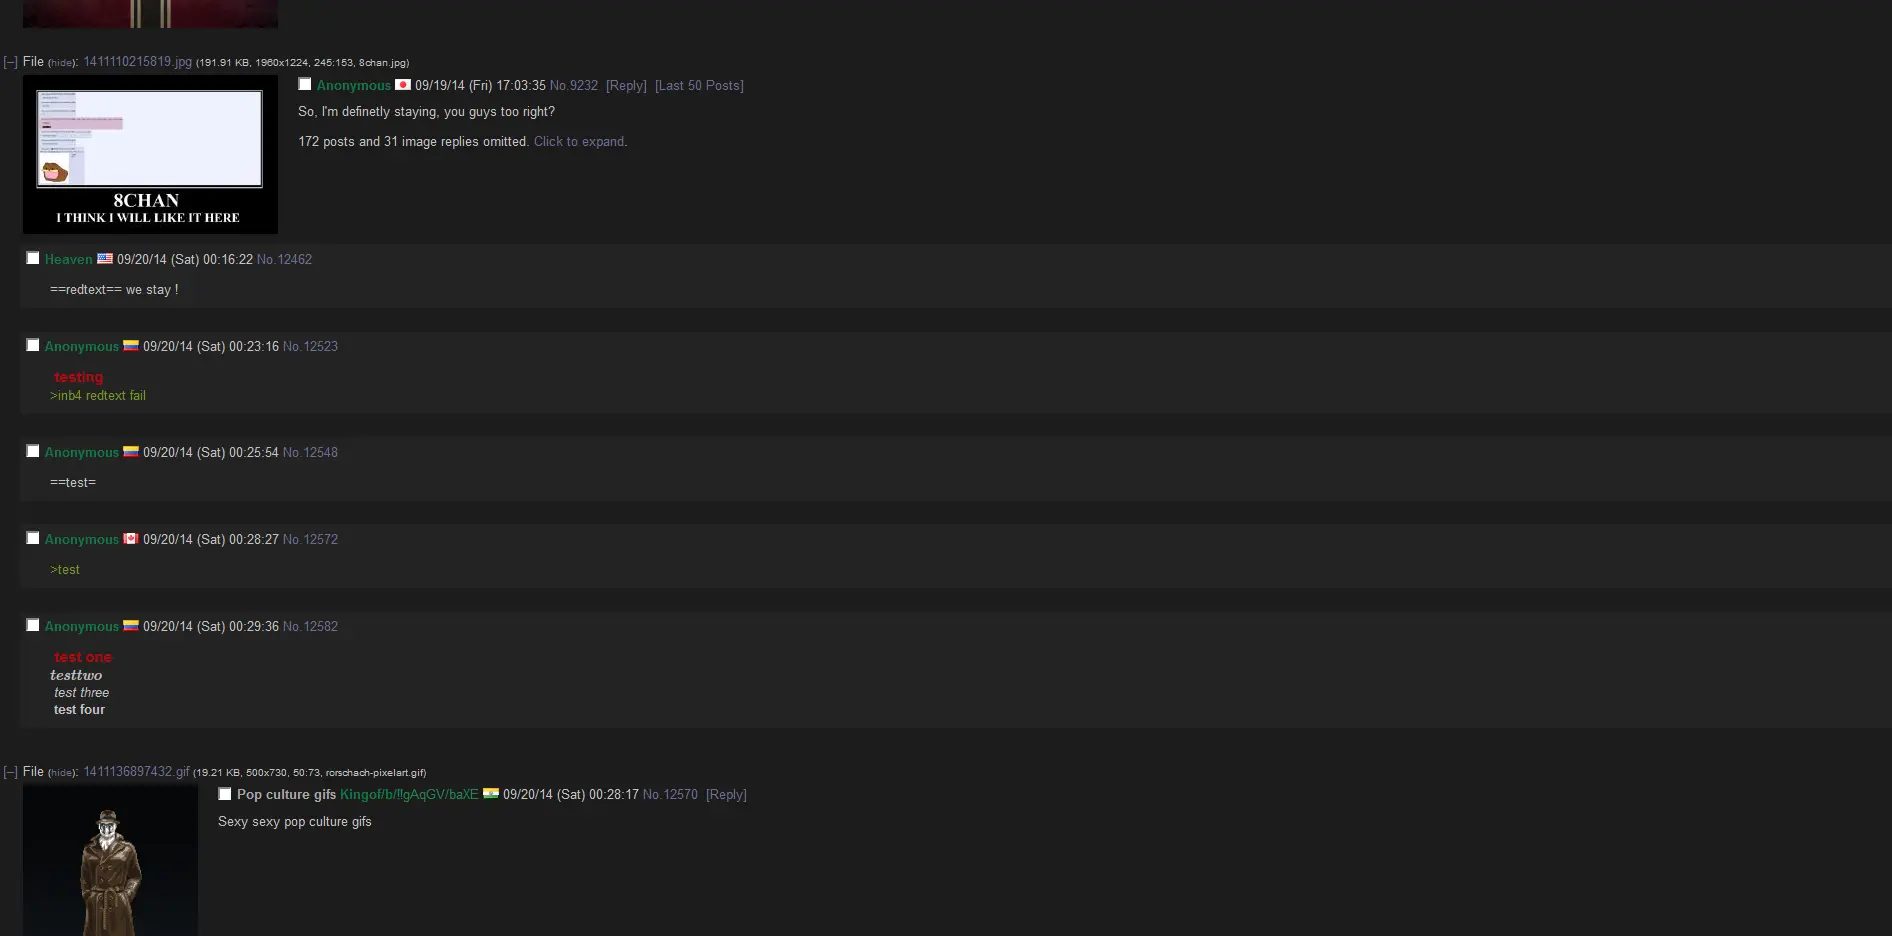 [–] File (hide): 1411110215819.jpg (191.91 KB, 1960x1224, 245:153, 8chan.jpg)
8CHAN
I THINK I WILL LIKE IT HERE
Anonymous 09/19/14 (Fri) 17:03:35 No.9232 [Reply] [Last 50 Posts]
So, I'm definetly staying, you guys too right?
172 posts and 31 image replies omitted. Click to expand.
Heaven 09/20/14 (Sat) 00:16:22 No.12462
==redtext== we stay !
Anonymous 09/20/14 (Sat) 00:23:16 No.12523
testing
>inb4 redtext fail
Anonymous 09/20/14 (Sat) 00:25:54 No.12548
==test=
Anonymous 09/20/14 (Sat) 00:28:27 No.12572
>test
Anonymous 09/20/14 (Sat) 00:29:36 No.12582
test one
testtwo
test three
test four
[–] File (hide): 1411136897432.gif (19.21 KB, 500x730, 50:73, rorschach-pixelart.gif)
Pop culture gifs Kingof/b/!!gAqGV/baXE 09/20/14 (Sat) 00:28:17 No.12570 [Reply]
Sexy sexy pop culture gifs